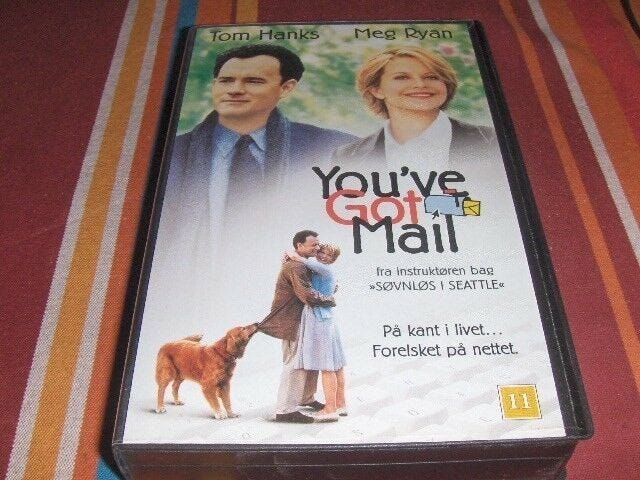 Tom Hanks Meg Ryan
You've
Got
Mail
fra instruktøren bag
»SØVNLØS I SEATTLE«
På kant i livet...
Forelsket på nettet.
11